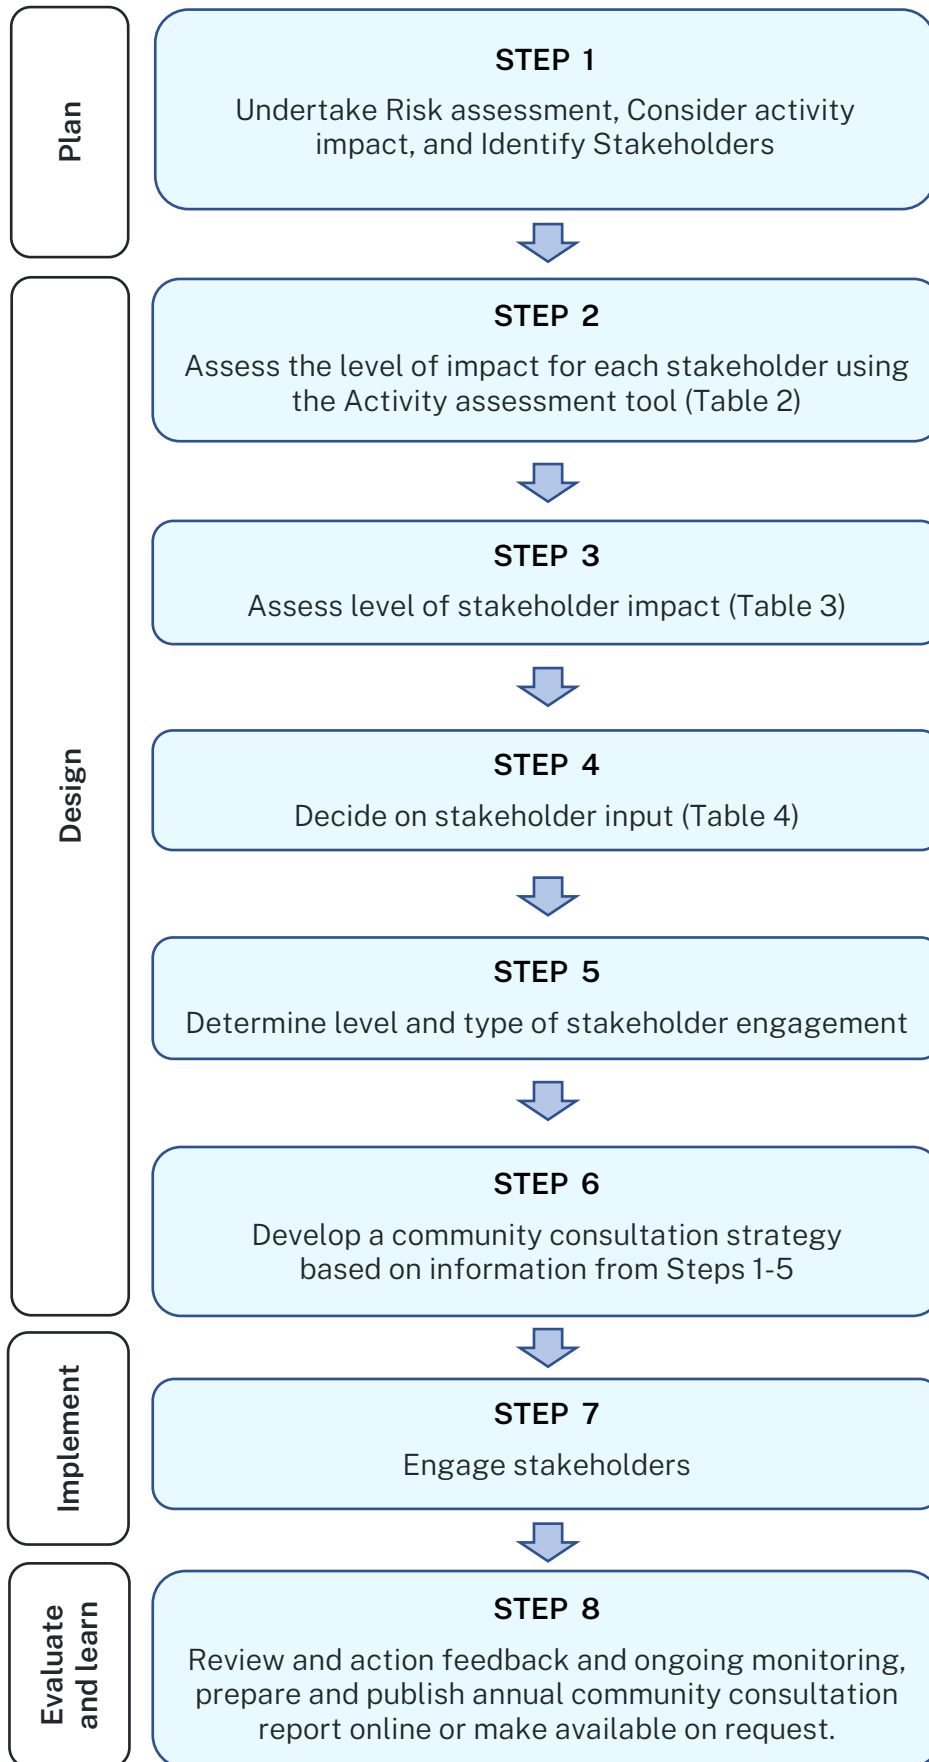 Plan
STEP 1
Undertake Risk assessment, Consider activity
impact, and Identify Stakeholders
Design
STEP 2
Assess the level of impact for each stakeholder using
the Activity assessment tool (Table 2)
STEP 3
Assess level of stakeholder impact (Table 3)
STEP 4
Decide on stakeholder input (Table 4)
STEP 5
Determine level and type of stakeholder engagement
STEP 6
Develop a community consultation strategy
based on information from Steps 1-5
Implement
STEP 7
Engage stakeholders
Evaluate
and learn
STEP 8
Review and action feedback and ongoing monitoring,
prepare and publish annual community consultation
report online or make available on request.